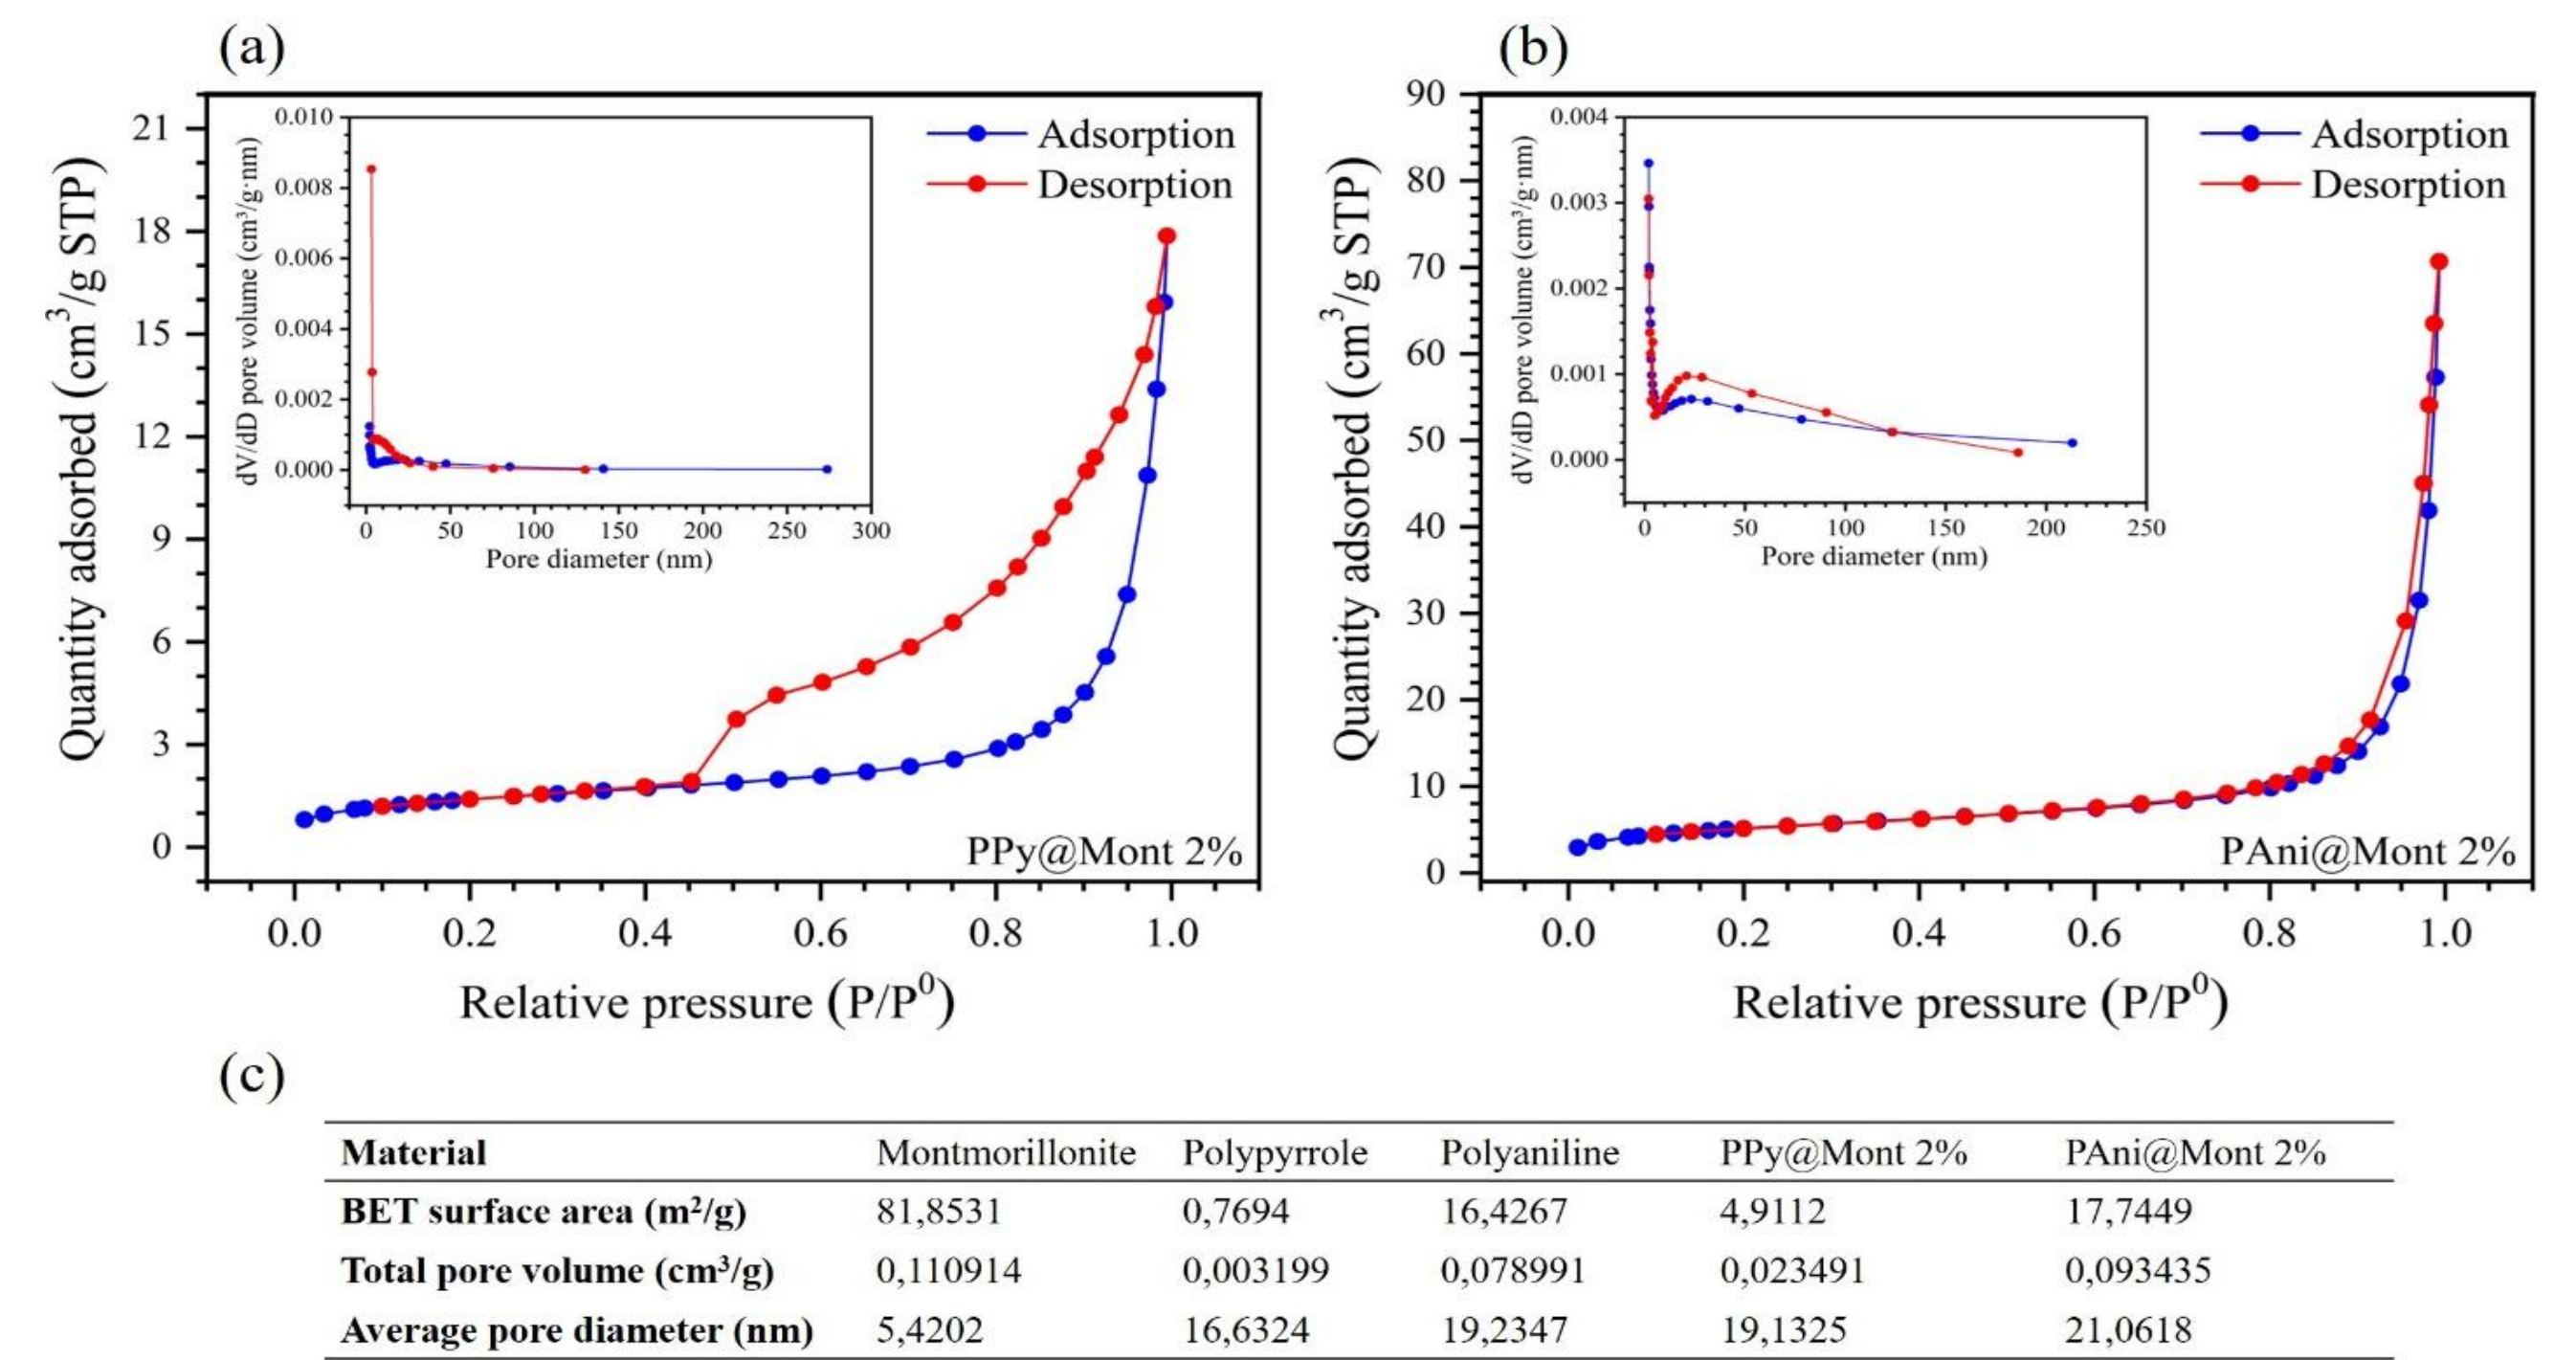 (a)
21
18
15
12
9
6
3
0
Quantity adsorbed (cm³/g STP)
0.0 0.2 0.4 0.6 0.8 1.0
Relative pressure (P/P⁰)
Adsorption
Desorption
PPy@Mont 2%
0.010
0.008
0.006
0.004
0.002
0.000
dV/dD pore volume (cm³/g·nm)
0 50 100 150 200 250 300
Pore diameter (nm)
(b)
90
80
70
60
50
40
30
20
10
0
Quantity adsorbed (cm³/g STP)
0.0 0.2 0.4 0.6 0.8 1.0
Relative pressure (P/P⁰)
Adsorption
Desorption
PAni@Mont 2%
0.004
0.003
0.002
0.001
0.000
dV/dD pore volume (cm³/g·nm)
0 50 100 150 200 250
Pore diameter (nm)
(c)
Material Montmorillonite Polypyrrole Polyaniline PPy@Mont 2% PAni@Mont 2%
BET surface area (m²/g) 81,8531 0,7694 16,4267 4,9112 17,7449
Total pore volume (cm³/g) 0,110914 0,003199 0,078991 0,023491 0,093435
Average pore diameter (nm) 5,4202 16,6324 19,2347 19,1325 21,0618